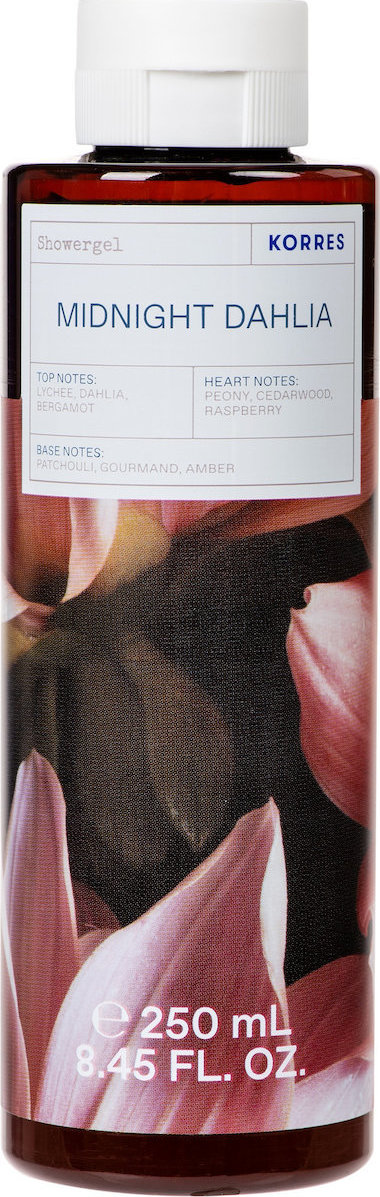 Showergel
KORRES
MIDNIGHT DAHLIA
TOP NOTES:
LYCHEE, DAHLIA,
BERGAMOT
HEART NOTES:
PEONY, CEDARWOOD,
RASPBERRY
BASE NOTES:
PATCHOULI, GOURMAND, AMBER
℮ 250 mL
8.45 FL. OZ.